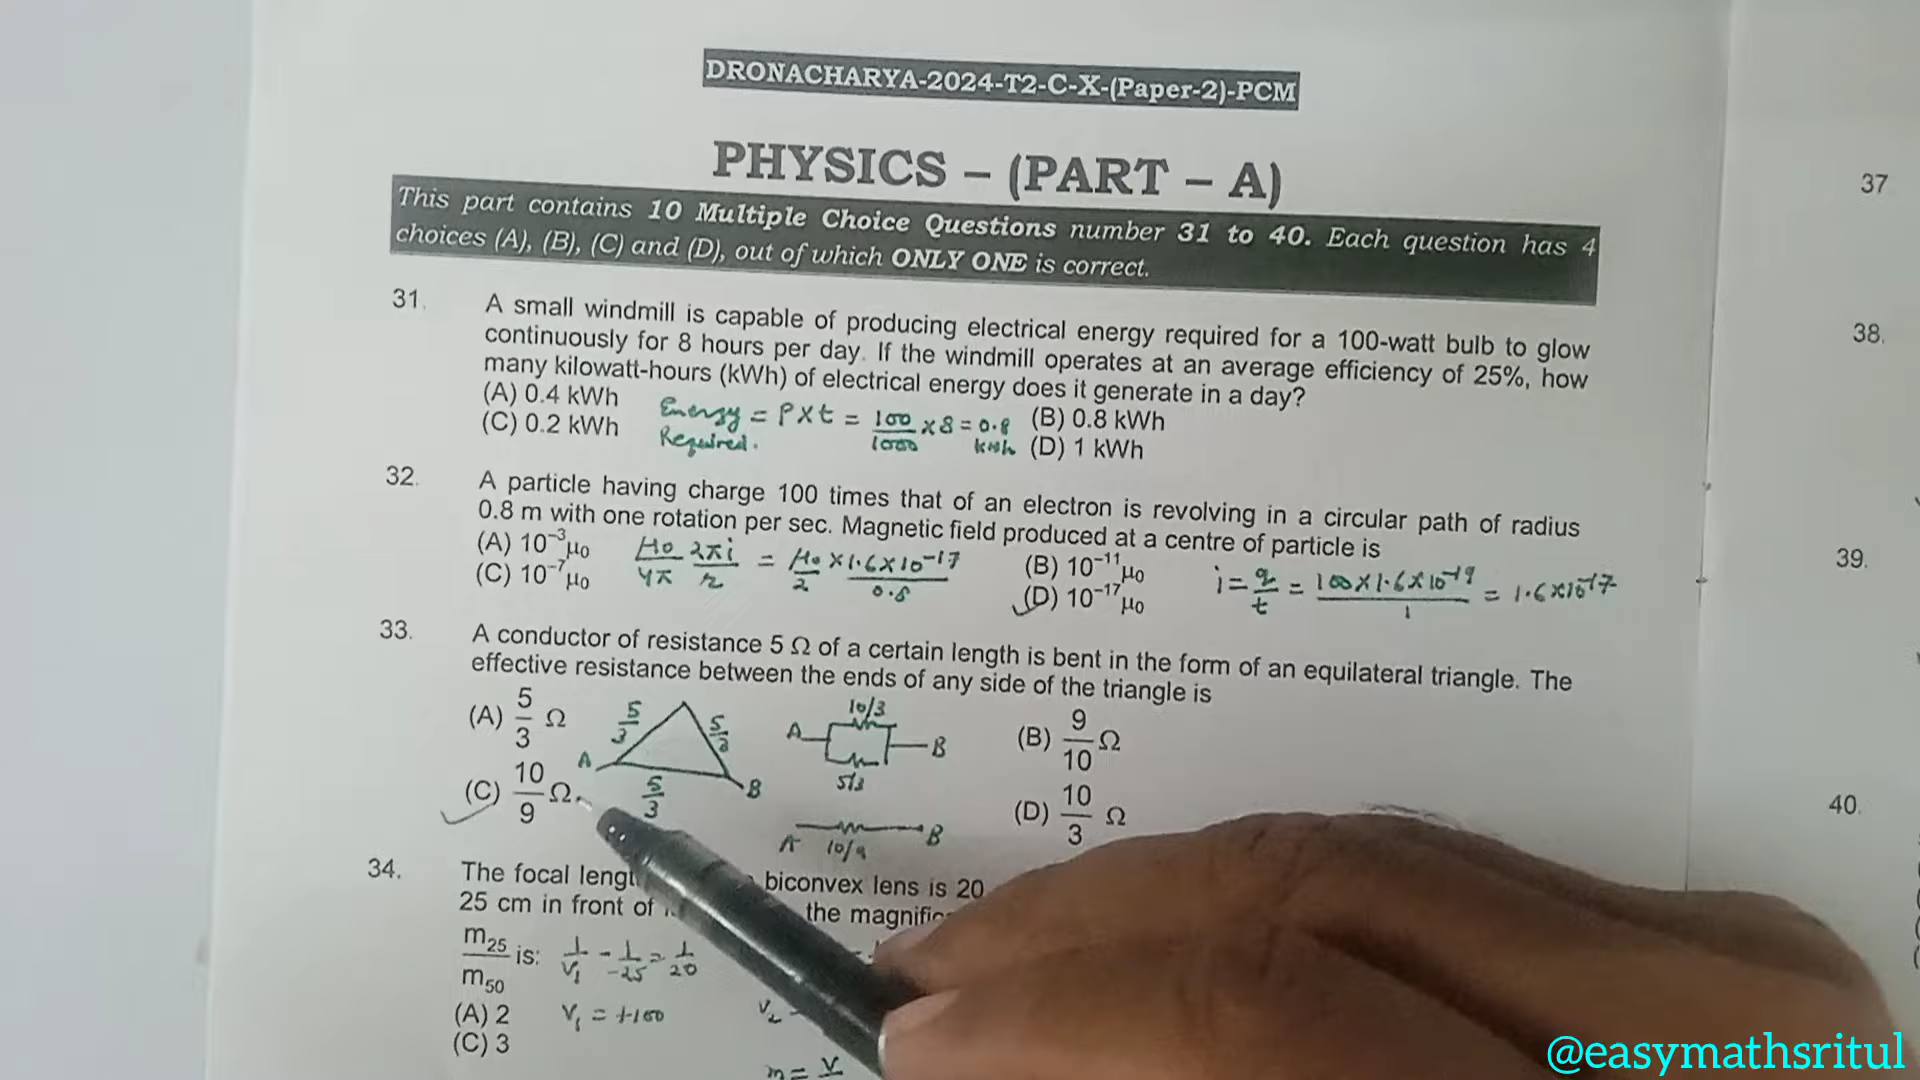 DRONACHARYA-2024-T2-C-X-(Paper-2)-PCM
PHYSICS – (PART – A)
This part contains 10 Multiple Choice Questions number 31 to 40. Each question has 4
choices (A), (B), (C) and (D), out of which ONLY ONE is correct.
31. A small windmill is capable of producing electrical energy required for a 100-watt bulb to glow
continuously for 8 hours per day. If the windmill operates at an average efficiency of 25%, how
many kilowatt-hours (kWh) of electrical energy does it generate in a day?
(A) 0.4 kWh (B) 0.8 kWh
(C) 0.2 kWh (D) 1 kWh
Energy Required. = P×t = 100/1000 ×8 = 0.8 kwh
32. A particle having charge 100 times that of an electron is revolving in a circular path of radius
0.8 m with one rotation per sec. Magnetic field produced at a centre of particle is
(A) 10⁻³μ₀ (B) 10⁻¹¹μ₀
(C) 10⁻⁷μ₀ (D) 10⁻¹⁷μ₀
μ₀/4π 2πi/r = μ₀/2 × 1.6×10⁻¹⁷/0.8
i = q/t = 100×1.6×10⁻¹⁹/1 = 1.6×10⁻¹⁷
33. A conductor of resistance 5 Ω of a certain length is bent in the form of an equilateral triangle. The
effective resistance between the ends of any side of the triangle is
(A) 5/3 Ω (B) 9/10 Ω
(C) 10/9 Ω (D) 10/3 Ω
5/3 5/3
A 5/3 B
10/3
A B
5/3
A 10/9 B
34. The focal biconvex lens is 20
25 cm in front of the
m₂₅/m₅₀ is:
1/v₁ - 1/-25 = 1/20
(A) 2 v₁ = +100
v₂
(C) 3
m = v
37
38.
39.
40.
@easymathsritul